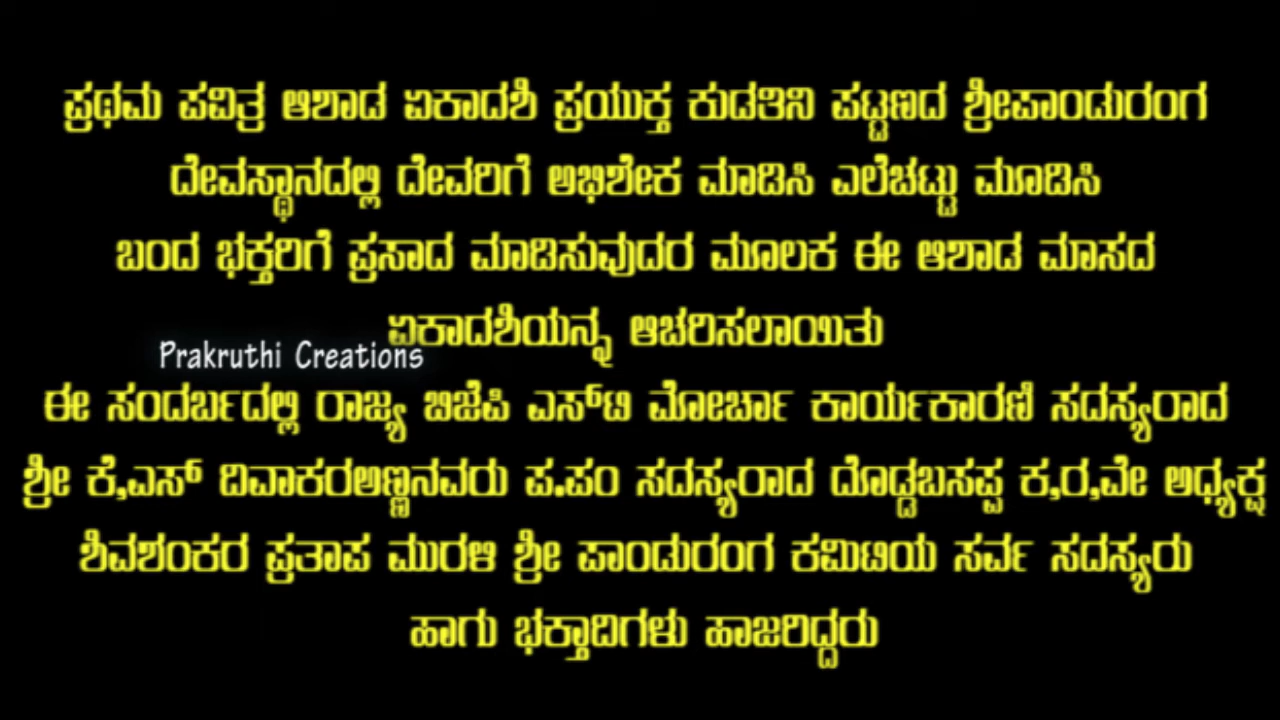 ಪ್ರಥಮ ಪವಿತ್ರ ಆಶಾಡ ಏಕಾದಶಿ ಪ್ರಯುಕ್ತ ಕುಡತಿನಿ ಪಟ್ಟಣದ ಶ್ರೀಪಾಂಡುರಂಗ
ದೇವಸ್ಥಾನದಲ್ಲಿ ದೇವರಿಗೆ ಅಭಿಶೇಕ ಮಾಡಿಸಿ ಎಲೆಚಟ್ಟು ಮೂಡಿಸಿ
ಬಂದ ಭಕ್ತರಿಗೆ ಪ್ರಸಾದ ಮಾಡಿಸುವುದರ ಮೂಲಕ ಈ ಆಶಾಡ ಮಾಸದ
ಏಕಾದಶಿಯನ್ನ ಆಚರಿಸಲಾಯಿತು
Prakruthi Creations
ಈ ಸಂದರ್ಬದಲ್ಲಿ ರಾಜ್ಯ ಬಿಜೆಪಿ ಎಸ್‌ಟಿ ಮೋರ್ಚಾ ಕಾರ್ಯಕಾರಣಿ ಸದಸ್ಯರಾದ
ಶ್ರೀ ಕೆ,ಎಸ್ ದಿವಾಕರಅಣ್ಣನವರು ಪ.ಪಂ ಸದಸ್ಯರಾದ ದೊಡ್ಡಬಸಪ್ಪ ಕ,ರ,ವೇ ಅಧ್ಯಕ್ಷ
ಶಿವಶಂಕರ ಪ್ರತಾಪ ಮುರಳಿ ಶ್ರೀ ಪಾಂಡುರಂಗ ಕಮಿಟಿಯ ಸರ್ವ ಸದಸ್ಯರು
ಹಾಗು ಭಕ್ತಾದಿಗಳು ಹಾಜರಿದ್ದರು